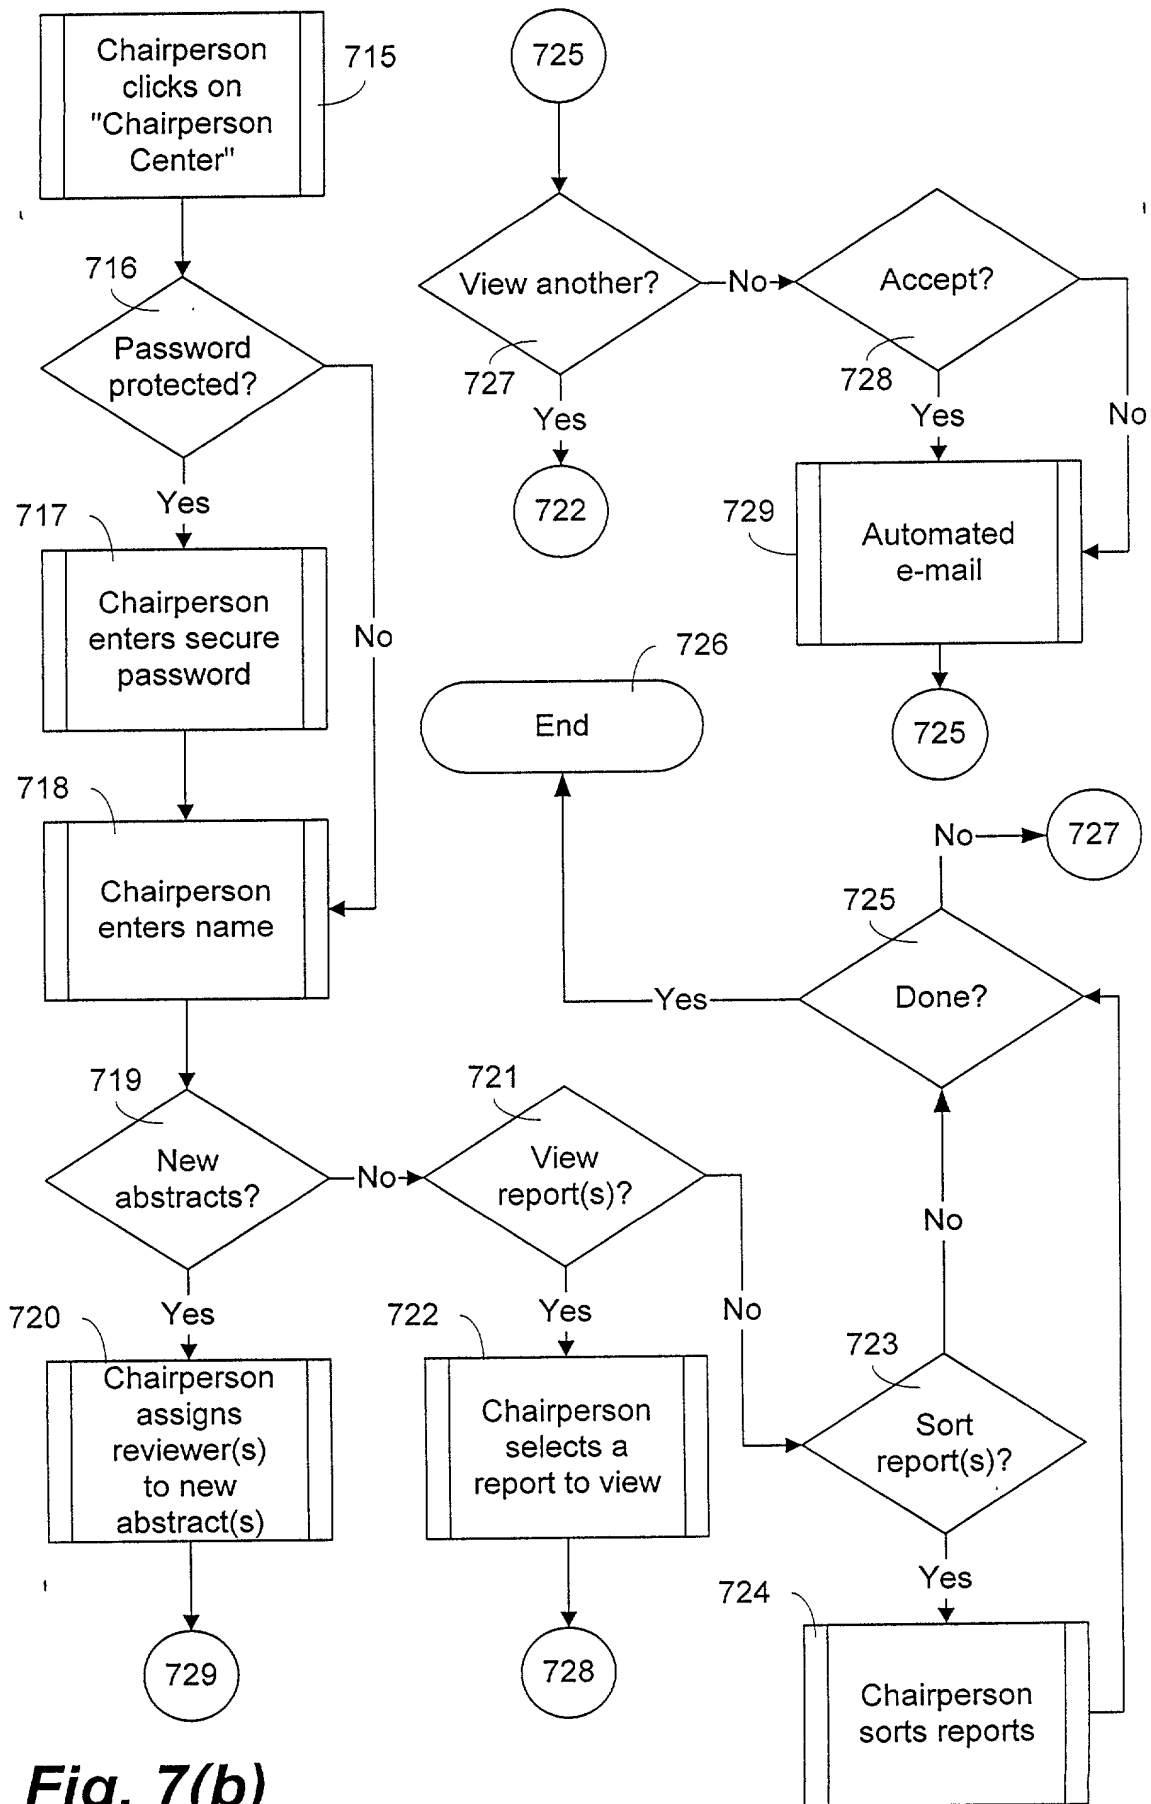 Chairperson
clicks on
"Chairperson
Center"
715
716
Password
protected?
Yes
No
717
Chairperson
enters secure
password
718
Chairperson
enters name
719
New
abstracts?
No
Yes
720
Chairperson
assigns
reviewer(s)
to new
abstract(s)
729
721
View
report(s)?
Yes
No
722
Chairperson
selects a
report to view
728
723
Sort
report(s)?
No
Yes
724
Chairperson
sorts reports
725
Done?
No
727
Yes
726
End
725
View another?
727
No
Yes
722
Accept?
728
Yes
No
729
Automated
e-mail
725
Fig. 7(b)